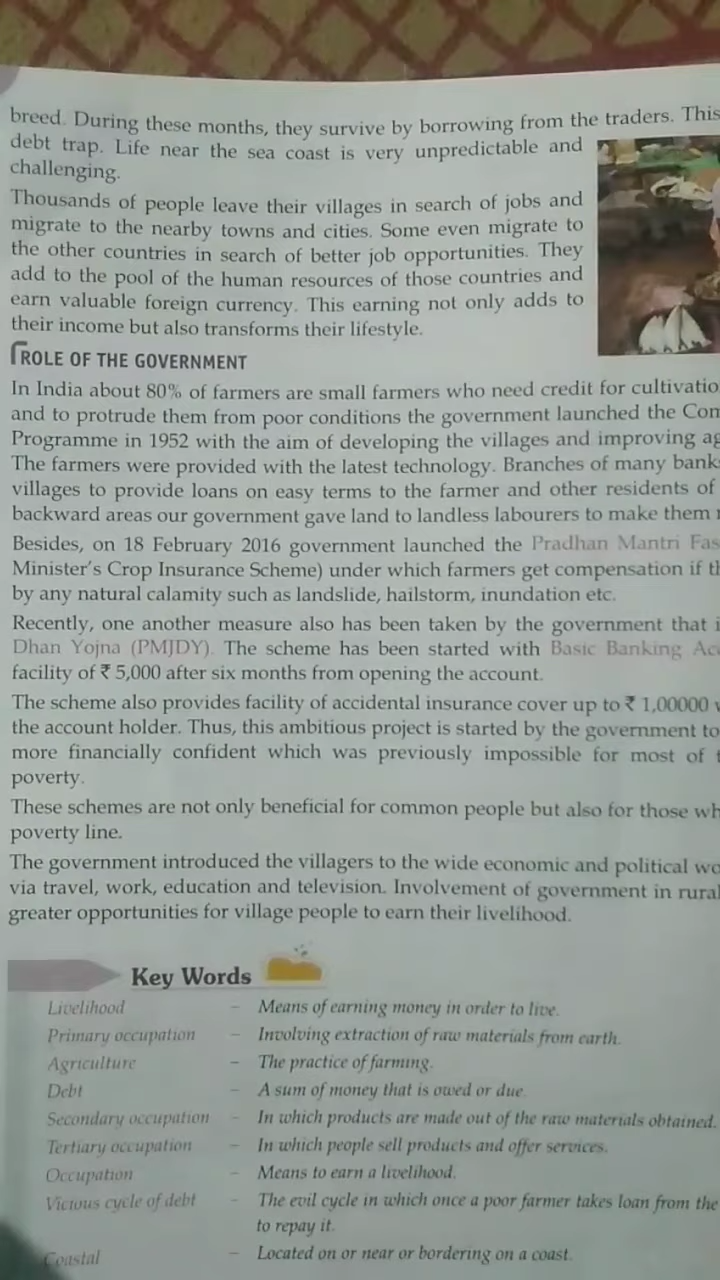 breed. During these months, they survive by borrowing from the traders. This
debt trap. Life near the sea coast is very unpredictable and
challenging.
Thousands of people leave their villages in search of jobs and
migrate to the nearby towns and cities. Some even migrate to
the other countries in search of better job opportunities. They
add to the pool of the human resources of those countries and
earn valuable foreign currency. This earning not only adds to
their income but also transforms their lifestyle.
ROLE OF THE GOVERNMENT
In India about 80% of farmers are small farmers who need credit for
and to protrude them from poor conditions the government launched the
Programme in 1952 with the aim of developing the villages and improving
The farmers were provided with the latest technology. Branches of many
villages to provide loans on easy terms to the farmer and other residents of
backward areas our government gave land to landless labourers to make them
Besides, on 18 February 2016 government launched the Pradhan Mantri
Minister's Crop Insurance Scheme) under which farmers get compensation if
by any natural calamity such as landslide, hailstorm, inundation etc.
Recently, one another measure also has been taken by the government that
Dhan Yojna (PMJDY). The scheme has been started with Basic Banking
facility of ₹ 5,000 after six months from opening the account.
The scheme also provides facility of accidental insurance cover up to ₹ 1,00000
the account holder. Thus, this ambitious project is started by the government to
more financially confident which was previously impossible for most of
poverty.
These schemes are not only beneficial for common people but also for those
poverty line.
The government introduced the villagers to the wide economic and political
via travel, work, education and television. Involvement of government in rural
greater opportunities for village people to earn their livelihood.
Key Words
Livelihood – Means of earning money in order to live.
Primary occupation – Involving extraction of raw materials from earth.
Agriculture – The practice of farming.
Debt – A sum of money that is owed or due.
Secondary occupation – In which products are made out of the raw materials obtained.
Tertiary occupation – In which people sell products and offer services.
Occupation – Means to earn a livelihood.
Vicious cycle of debt – The evil cycle in which once a poor farmer takes loan from the
to repay it.
Coastal – Located on or near or bordering on a coast.